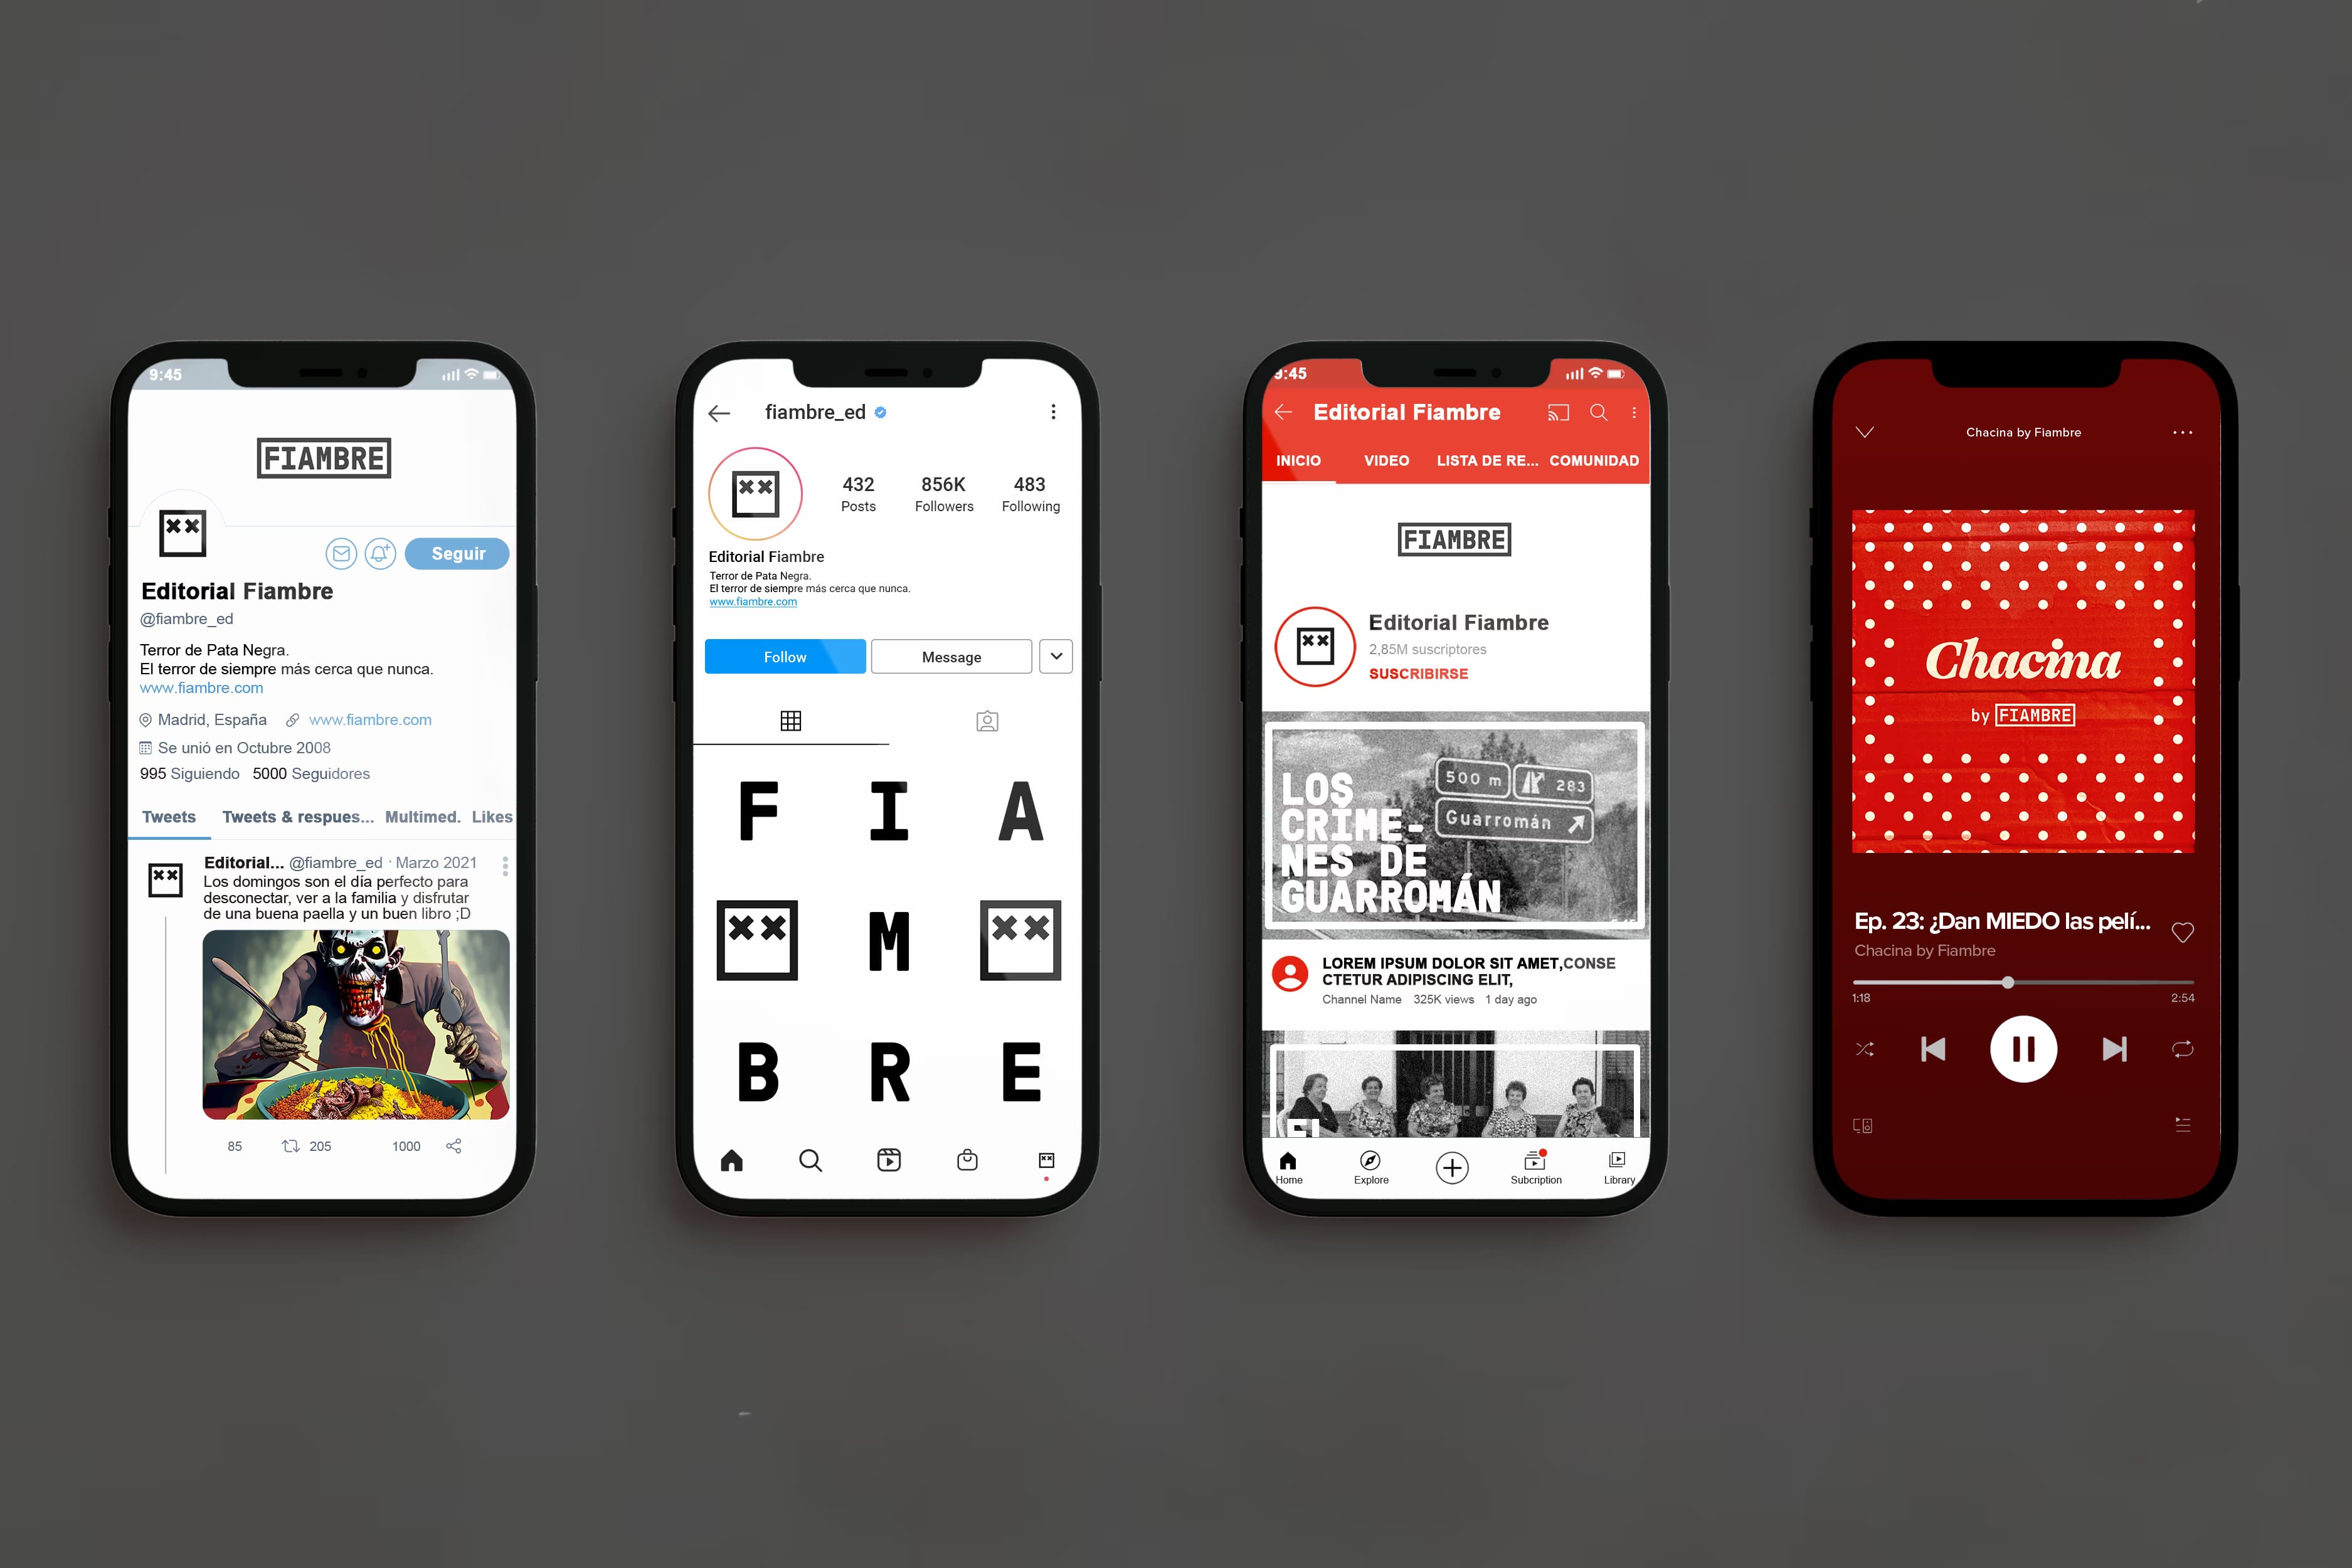 9:45
FIAMBRE
Seguir
Editorial Fiambre
@fiambre_ed
Terror de Pata Negra.
El terror de siempre más cerca que nunca.
www.fiambre.com
Madrid, España www.fiambre.com
Se unió en Octubre 2008
995 Siguiendo 5000 Seguidores
Tweets Tweets & respues... Multimed. Likes
Editorial... @fiambre_ed · Marzo 2021
Los domingos son el día perfecto para
desconectar, ver a la familia y disfrutar
de una buena paella y un buen libro ;D
85 205 1000
fiambre_ed
432 856K 483
Posts Followers Following
Editorial Fiambre
Terror de Pata Negra.
El terror de siempre más cerca que nunca.
www.fiambre.com
Follow Message
F I A
M
B R E
9:45
Editorial Fiambre
INICIO VIDEO LISTA DE RE... COMUNIDAD
FIAMBRE
Editorial Fiambre
2,85M suscriptores
SUSCRIBIRSE
500 m 283
Guarromán
LOS
CRÍME-
NES DE
GUARROMÁN
LOREM IPSUM DOLOR SIT AMET,CONSE
CTETUR ADIPISCING ELIT,
Channel Name 325K views 1 day ago
Home Explore Subcription Library
Chacina by Fiambre
Chacina
by FIAMBRE
Ep. 23: ¿Dan MIEDO las pelí...
Chacina by Fiambre
1:18 2:54